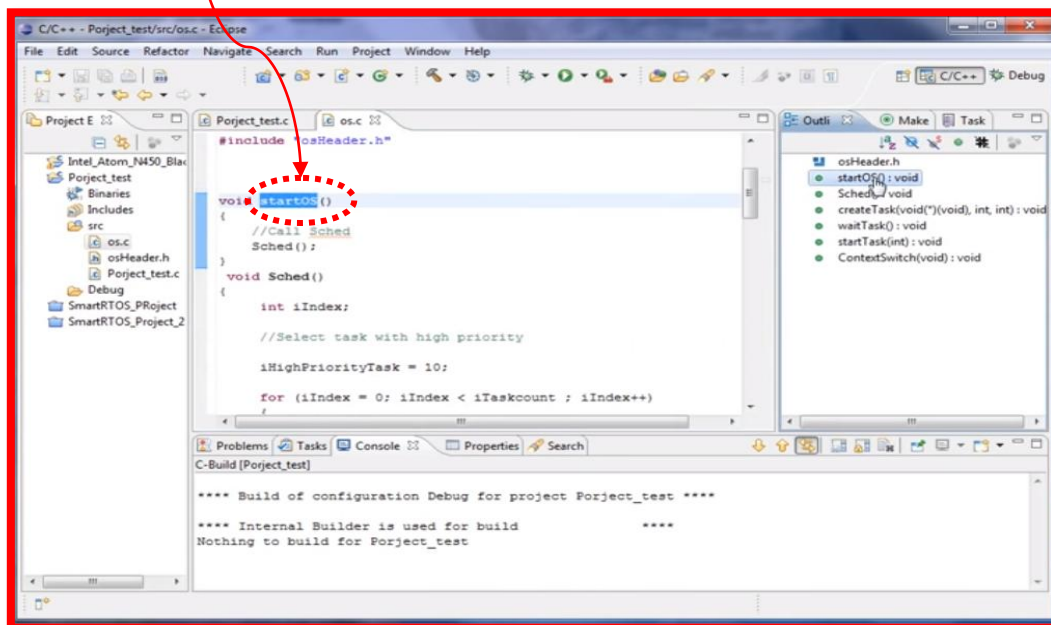 C/C++ - Porject_test/src/os.c - Eclipse
File Edit Source Refactor Navigate Search Run Project Window Help
C/C++ Debug
Project E
Porject_test.c
os.c
Outli
Make
Task
Intel_Atom_N450_Blac
Porject_test
Binaries
Includes
src
os.c
osHeader.h
Porject_test.c
Debug
SmartRTOS_PRoject
SmartRTOS_Project_2
#include "osHeader.h"
void startOS()
{
//Call Sched
Sched();
}
void Sched()
{
int iIndex;
//Select task with high priority
iHighPriorityTask = 10;
for (iIndex = 0; iIndex < iTaskcount ; iIndex++)
{
osHeader.h
startOS() : void
Sched() : void
createTask(void(*)(void), int, int) : void
waitTask() : void
startTask(int) : void
ContextSwitch(void) : void
Problems Tasks Console Properties Search
C-Build [Porject_test]
**** Build of configuration Debug for project Porject_test ****
**** Internal Builder is used for build ****
Nothing to build for Porject_test